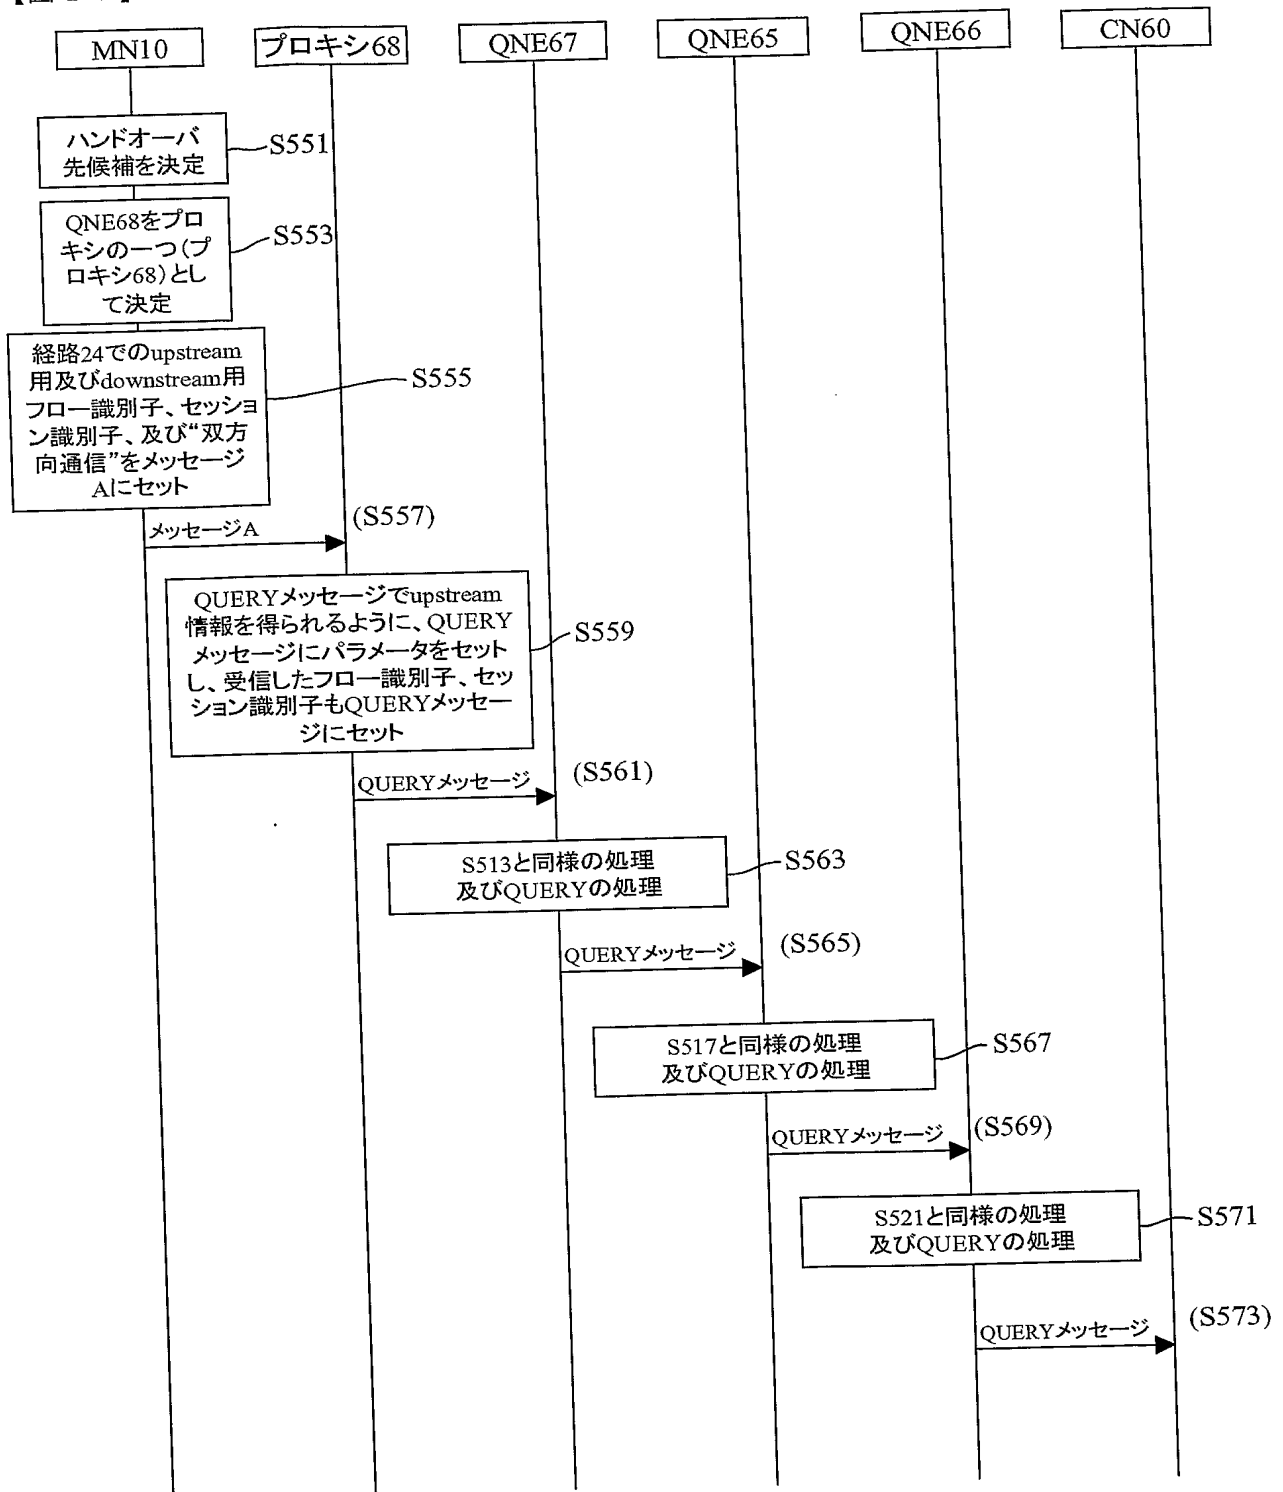 MN10
プロキシ68
QNE67
QNE65
QNE66
CN60
ハンドオーバ
先候補を決定
S551
QNE68をプロ
キシの一つ(プ
ロキシ68)とし
て決定
S553
経路24でのupstream
用及びdownstream用
フロー識別子、セッショ
ン識別子、及び“双方
向通信”をメッセージ
Aにセット
S555
メッセージA
(S557)
QUERYメッセージでupstream
情報を得られるように、QUERY
メッセージにパラメータをセット
し、受信したフロー識別子、セッ
ション識別子もQUERYメッセー
ジにセット
S559
QUERYメッセージ
(S561)
S513と同様の処理
及びQUERYの処理
S563
QUERYメッセージ
(S565)
S517と同様の処理
及びQUERYの処理
S567
QUERYメッセージ
(S569)
S521と同様の処理
及びQUERYの処理
S571
QUERYメッセージ
(S573)